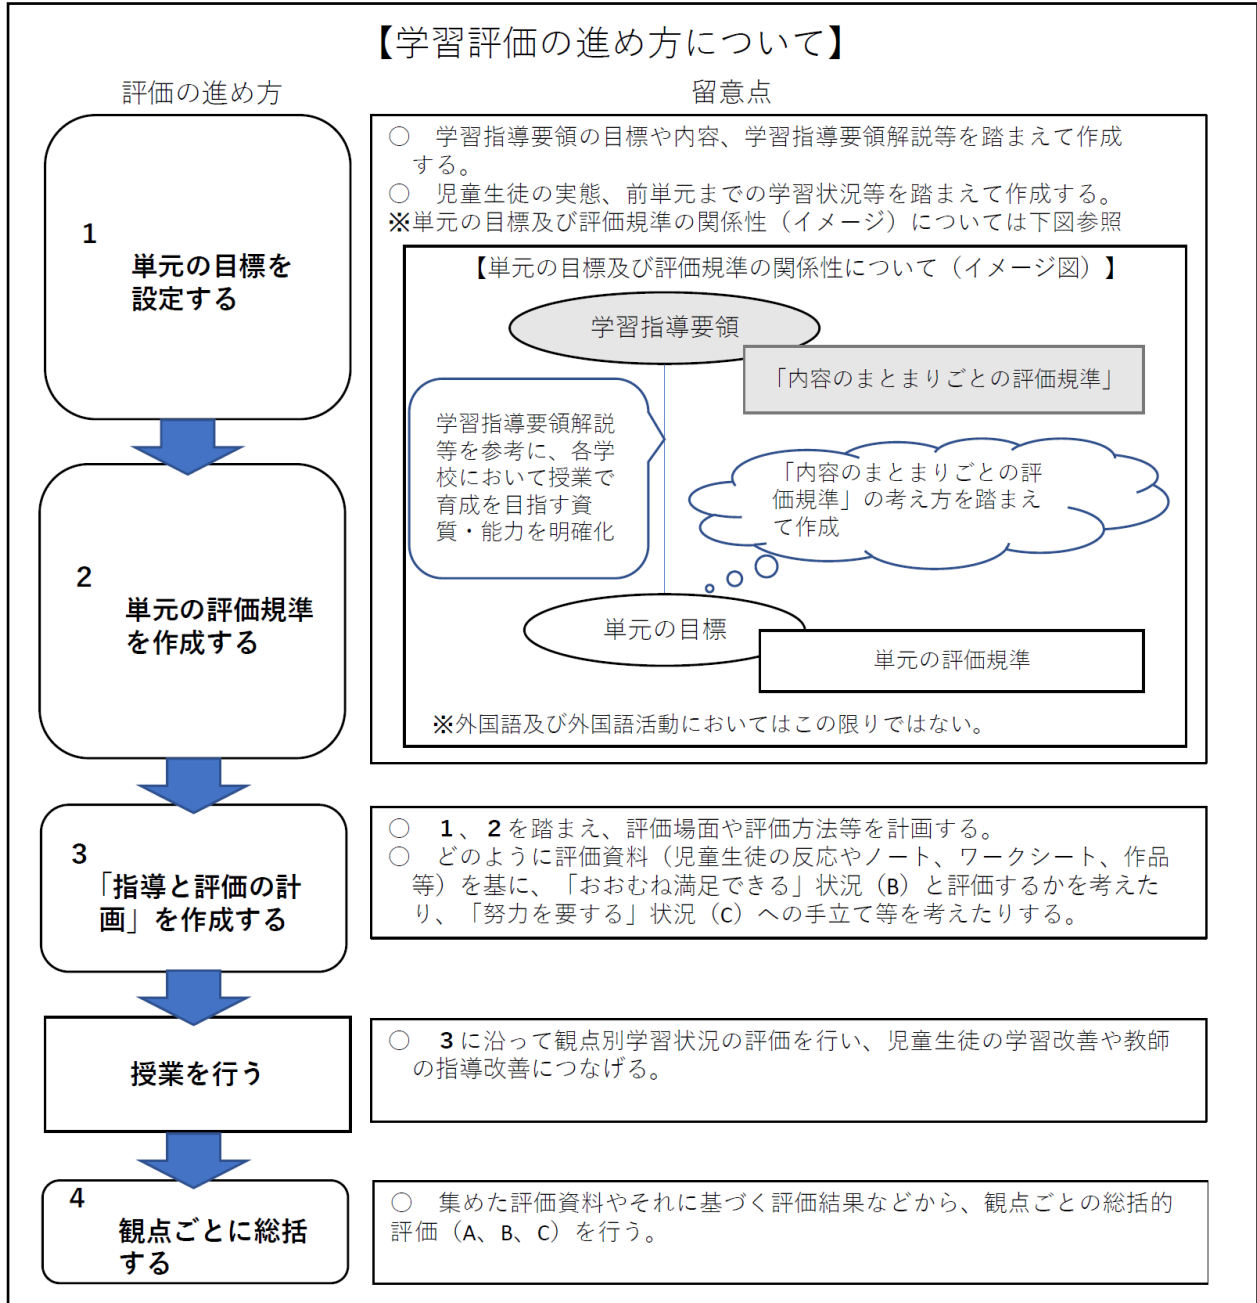 【学習評価の進め方について】
評価の進め方
留意点
1
単元の目標を
設定する
○　学習指導要領の目標や内容、学習指導要領解説等を踏まえて作成
する。
○　児童生徒の実態、前単元までの学習状況等を踏まえて作成する。
※単元の目標及び評価規準の関係性（イメージ）については下図参照
【単元の目標及び評価規準の関係性について（イメージ図）】
学習指導要領
「内容のまとまりごとの評価規準」
学習指導要領解説
等を参考に、各学
校において授業で
育成を目指す資
質・能力を明確化
「内容のまとまりごとの評
価規準」の考え方を踏まえ
て作成
単元の目標
単元の評価規準
※外国語及び外国語活動においてはこの限りではない。
2
単元の評価規準
を作成する
3
「指導と評価の計
画」を作成する
○　1、2を踏まえ、評価場面や評価方法等を計画する。
○　どのように評価資料（児童生徒の反応やノート、ワークシート、作品
等）を基に、「おおむね満足できる」状況（B）と評価するかを考えた
り、「努力を要する」状況（C）への手立て等を考えたりする。
授業を行う
○　3に沿って観点別学習状況の評価を行い、児童生徒の学習改善や教師
の指導改善につなげる。
4
観点ごとに総括
する
○　集めた評価資料やそれに基づく評価結果などから、観点ごとの総括的
評価（A、B、C）を行う。